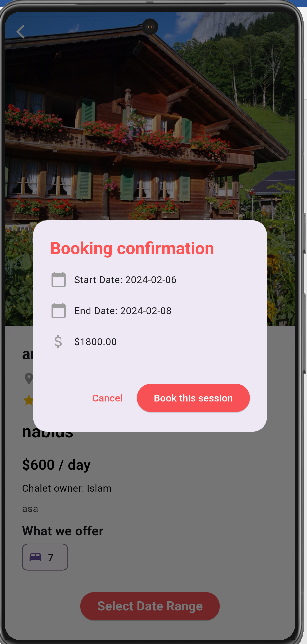 Booking confirmation
Start Date: 2024-02-06
End Date: 2024-02-08
$ $1800.00
Cancel
Book this session
nabids
$600 / day
Chalet owner: Islam
asa
What we offer
7
Select Date Range